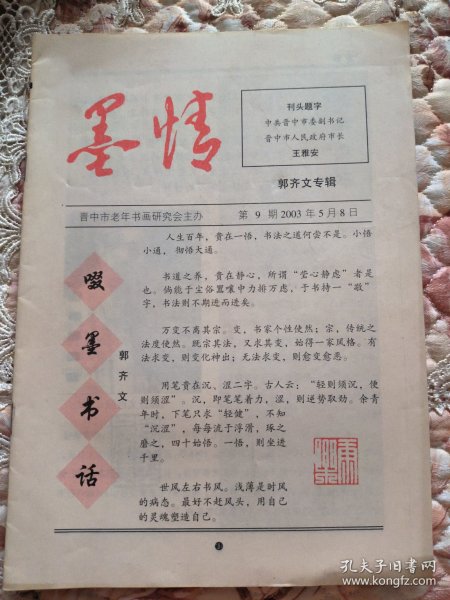 墨情
刊头题字
中共晋中市委副书记
晋中市人民政府市长
王雅安
郭齐文专辑
晋中市老年书画研究会主办
第 9 期 2003 年 5 月 8 日
啜墨书话
郭齐文
人生百年，贵在一悟，书法之道何尝不是。小悟
小通，彻悟大通。
书道之养，贵在静心，所谓“莹心静虑”者是
也。倘能于尘俗嚣嚷中力排万虑，于书持一“敬”
字，书法则不期进而进矣。
万变不离其宗。变，书家个性使然；宗，传统之
法度使然。既宗其法，又求其变，始得一家风格。有
法求变，则变化神出；无法求变，则愈变愈恶。
用笔贵在沉、涩二字。古人云：“轻则须沉，便
则须涩”。沉，即笔笔着力，涩，则逆势取劲。余青
年时，下笔只求“轻健”，不知
“沉涩”，每每流于浮滑，琢之
磨之，四十始悟。一悟，则坐进
千里。
世风左右书风。浅薄是时风
的病态。最好不赶风头，用自己
的灵魂塑造自己。
1
孔夫子旧书网
www.kongfz.com